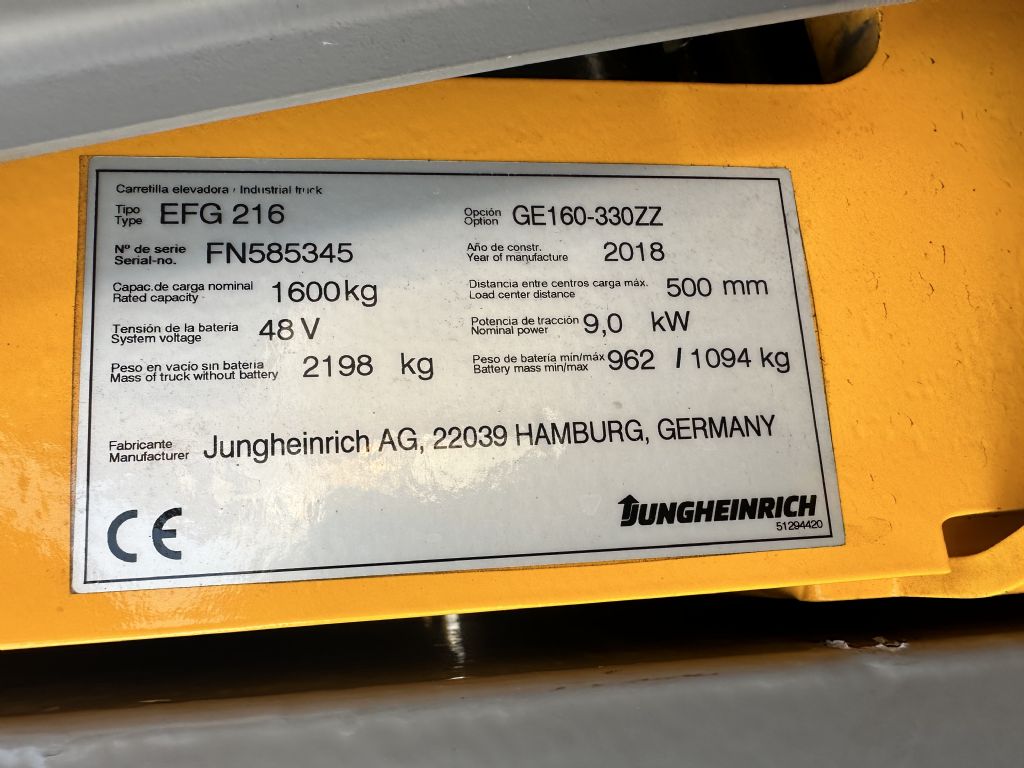 Carretilla elevadora / Industrial truck
Tipo
Type EFG 216
Opción
Option GE160-330ZZ
Nº de serie
Serial-no. FN585345
Año de constr.
Year of manufacture 2018
Capac.de carga nominal
Rated capacity 1600kg
Distancia entre centros carga máx.
Load center distance 500 mm
Tensión de la batería
System voltage 48 V
Potencia de tracción
Nominal power 9,0 kW
Peso en vacío sin batería
Mass of truck without battery 2198 kg
Peso de batería min/máx
Battery mass min/max 962 / 1094 kg
Fabricante
Manufacturer Jungheinrich AG, 22039 HAMBURG, GERMANY
CE
JUNGHEINRICH
51294420